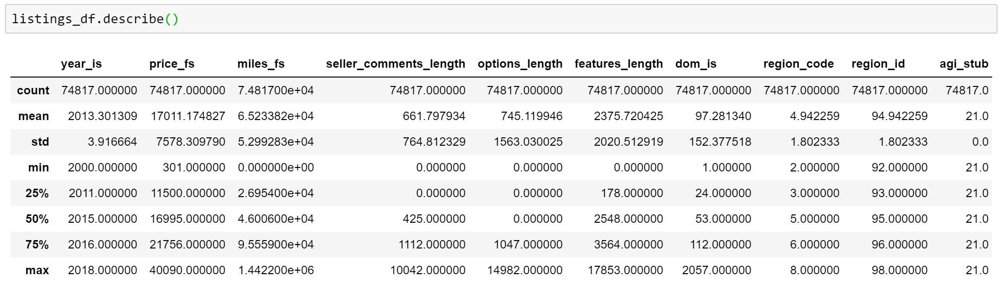 listings_df.describe()
year_is price_fs miles_fs seller_comments_length options_length features_length dom_is region_code region_id agi_stub
count 74817.000000 74817.000000 7.481700e+04 74817.000000 74817.000000 74817.000000 74817.000000 74817.000000 74817.000000 74817.0
mean 2013.301309 17011.174827 6.523382e+04 661.797934 745.119946 2375.720425 97.281340 4.942259 94.942259 21.0
std 3.916664 7578.309790 5.299283e+04 764.812329 1563.030025 2020.512919 152.377518 1.802333 1.802333 0.0
min 2000.000000 301.000000 0.000000e+00 0.000000 0.000000 0.000000 1.000000 2.000000 92.000000 21.0
25% 2011.000000 11500.000000 2.695400e+04 0.000000 0.000000 178.000000 24.000000 3.000000 93.000000 21.0
50% 2015.000000 16995.000000 4.600600e+04 425.000000 0.000000 2548.000000 53.000000 5.000000 95.000000 21.0
75% 2016.000000 21756.000000 9.555900e+04 1112.000000 1047.000000 3564.000000 112.000000 6.000000 96.000000 21.0
max 2018.000000 40090.000000 1.442200e+06 10042.000000 14982.000000 17853.000000 2057.000000 8.000000 98.000000 21.0